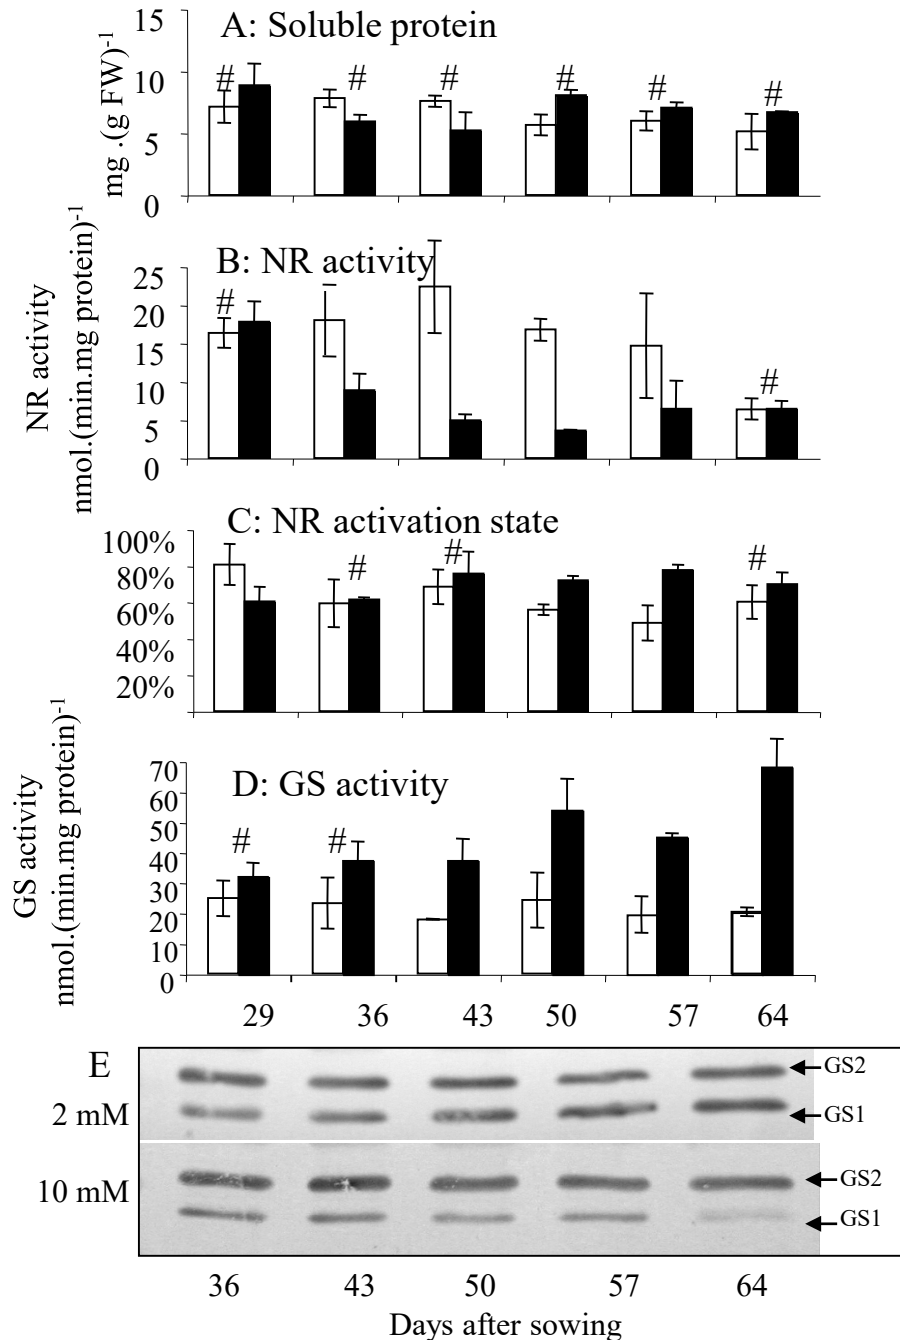 A: Soluble protein
mg .(g FW)⁻¹
15
10
5
0
# # # # # #
B: NR activity
NR activity
nmol.(min.mg protein)⁻¹
25
20
15
10
5
0
# #
C: NR activation state
100%
80%
60%
40%
20%
# # #
D: GS activity
GS activity
nmol.(min.mg protein)⁻¹
70
60
50
40
30
20
10
0
# #
29 36 43 50 57 64
E
2 mM
GS2
GS1
10 mM
GS2
GS1
36 43 50 57 64
Days after sowing